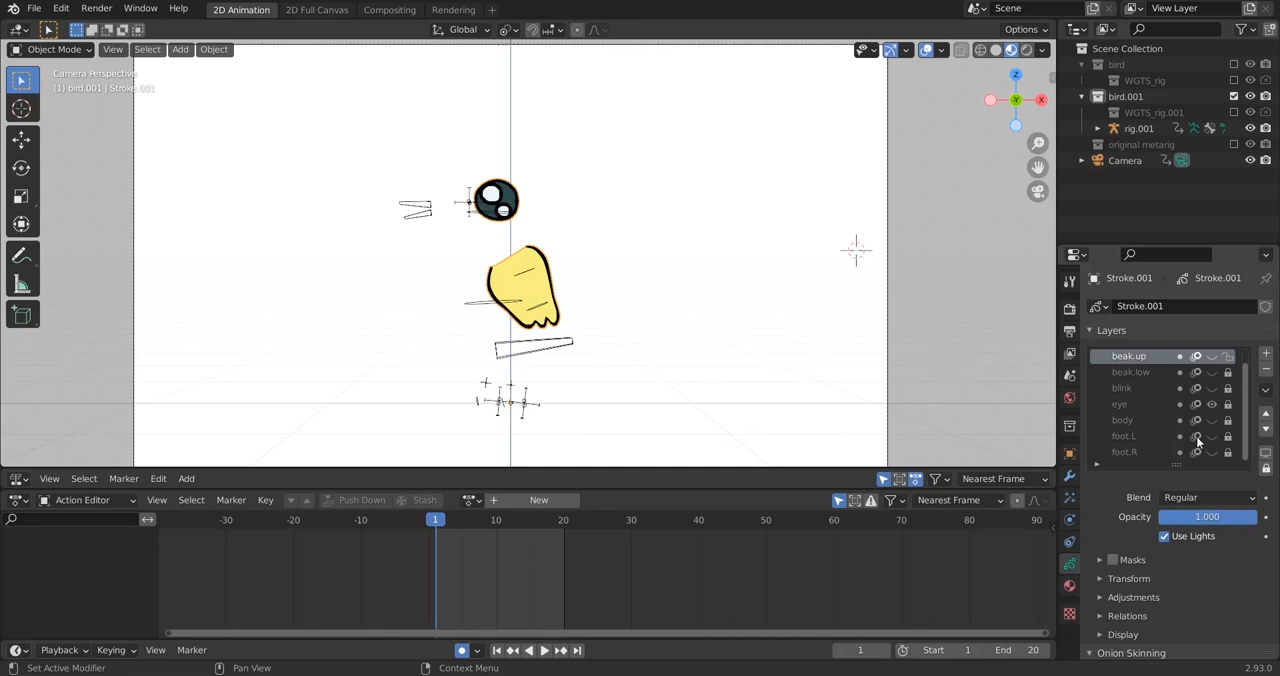 File Edit Render Window Help 2D Animation 2D Full Canvas Compositing Rendering + Scene View Layer
Global Options
Object Mode View Select Add Object
Camera Perspective
(1) bird.001 | Stroke.001
Z
Y
X
Scene Collection
bird
WGTS_rig
bird.001
WGTS_rig.001
rig.001
original metarig
Camera
Stroke.001 Stroke.001
Stroke.001
Layers
beak.up
beak.low
blink
eye
body
foot.L
foot.R
Blend Regular
Opacity 1.000
Use Lights
Masks
Transform
Adjustments
Relations
Display
Onion Skinning
View Select Marker Edit Add Nearest Frame
Action Editor View Select Marker Key Push Down Stash New Nearest Frame
-30 -20 -10 1 10 20 30 40 50 60 70 80 90
Playback Keying View Marker 1 Start 1 End 20
Set Active Modifier Pan View Context Menu 2.93.0